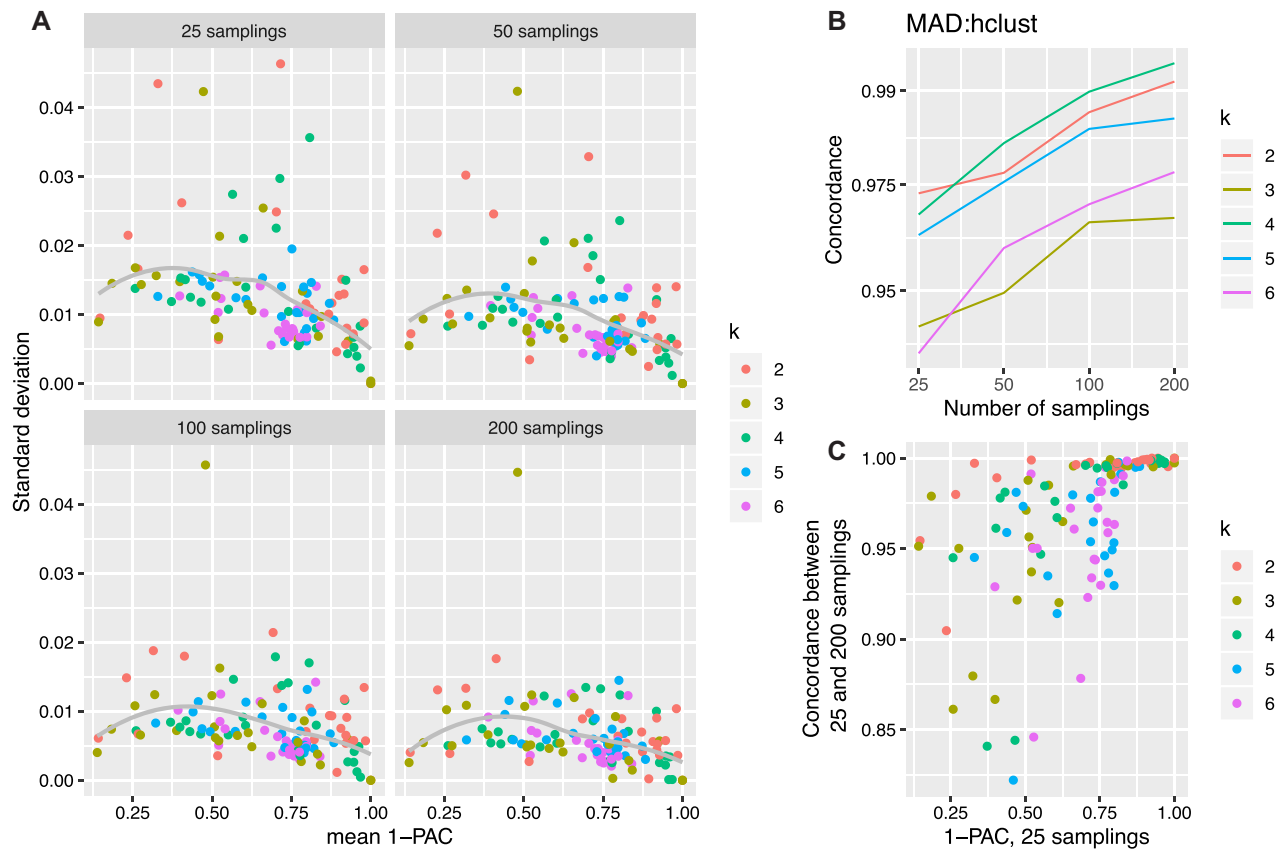 A
25 samplings
50 samplings
0.04
0.03
0.02
0.01
0.00
100 samplings
200 samplings
0.04
0.03
0.02
0.01
0.00
Standard deviation
0.25
0.50
0.75
1.00
0.25
0.50
0.75
1.00
mean 1−PAC
k
2
3
4
5
6
B
MAD:hclust
0.99
0.975
0.95
Concordance
25
50
100
200
Number of samplings
k
2
3
4
5
6
C
1.00
0.95
0.90
0.85
Concordance between
25 and 200 samplings
0.25
0.50
0.75
1.00
1−PAC, 25 samplings
k
2
3
4
5
6